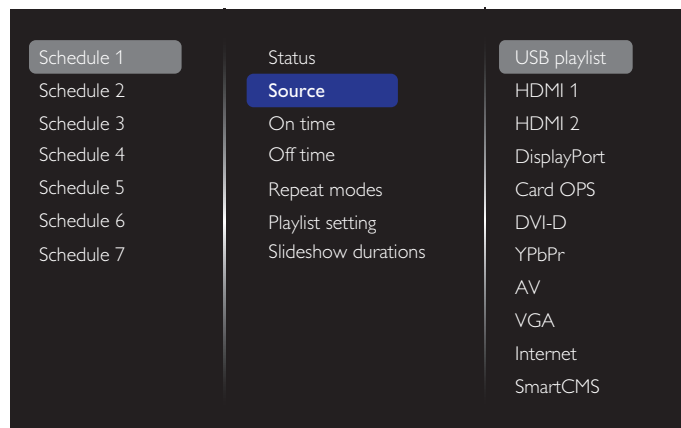 Schedule 1
Schedule 2
Schedule 3
Schedule 4
Schedule 5
Schedule 6
Schedule 7
Status
Source
On time
Off time
Repeat modes
Playlist setting
Slideshow durations
USB playlist
HDMI 1
HDMI 2
DisplayPort
Card OPS
DVI-D
YPbPr
AV
VGA
Internet
SmartCMS